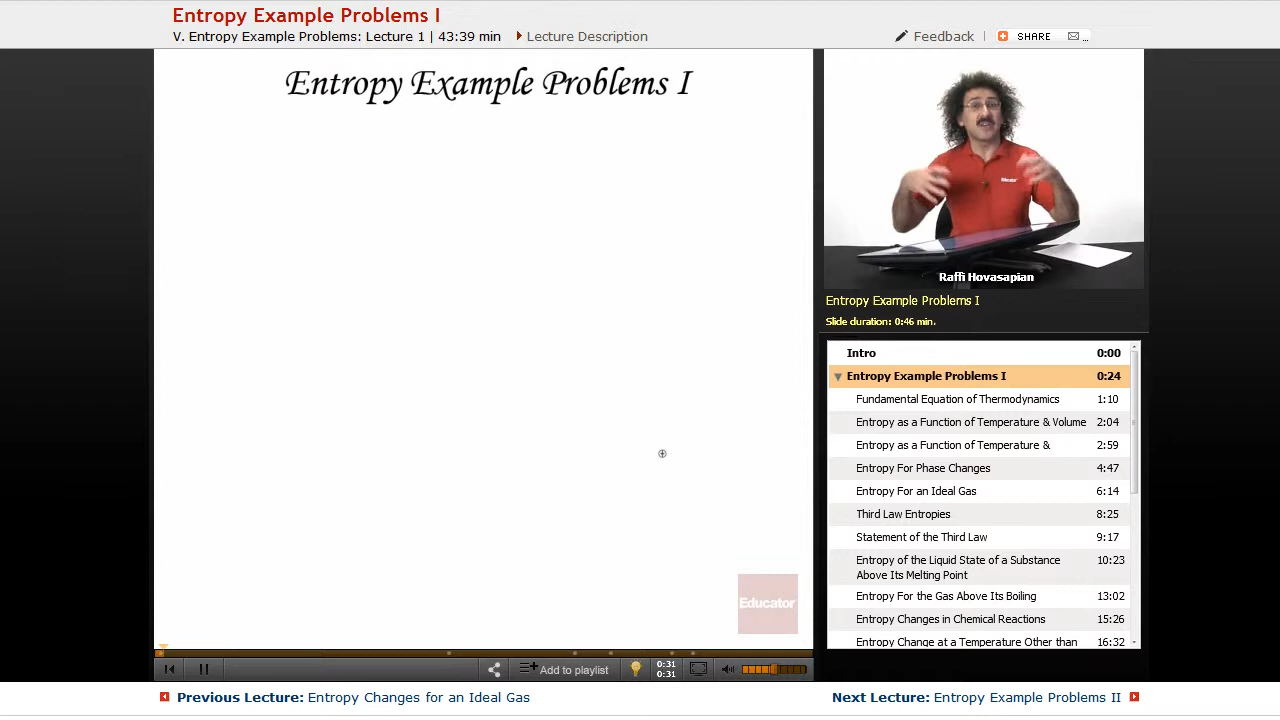 Entropy Example Problems I
V. Entropy Example Problems: Lecture 1 | 43:39 min
Lecture Description
Feedback
SHARE
Entropy Example Problems I
Educator
Raffi Hovasapian
Entropy Example Problems I
Slide duration: 0:46 min.
Intro 0:00
Entropy Example Problems I 0:24
Fundamental Equation of Thermodynamics 1:10
Entropy as a Function of Temperature & Volume 2:04
Entropy as a Function of Temperature & 2:59
Entropy For Phase Changes 4:47
Entropy For an Ideal Gas 6:14
Third Law Entropies 8:25
Statement of the Third Law 9:17
Entropy of the Liquid State of a Substance 10:23
Above Its Melting Point
Entropy For the Gas Above Its Boiling 13:02
Entropy Changes in Chemical Reactions 15:26
Entropy Change at a Temperature Other than 16:32
Educator
Add to playlist
0:31
0:31
Previous Lecture: Entropy Changes for an Ideal Gas
Next Lecture: Entropy Example Problems II